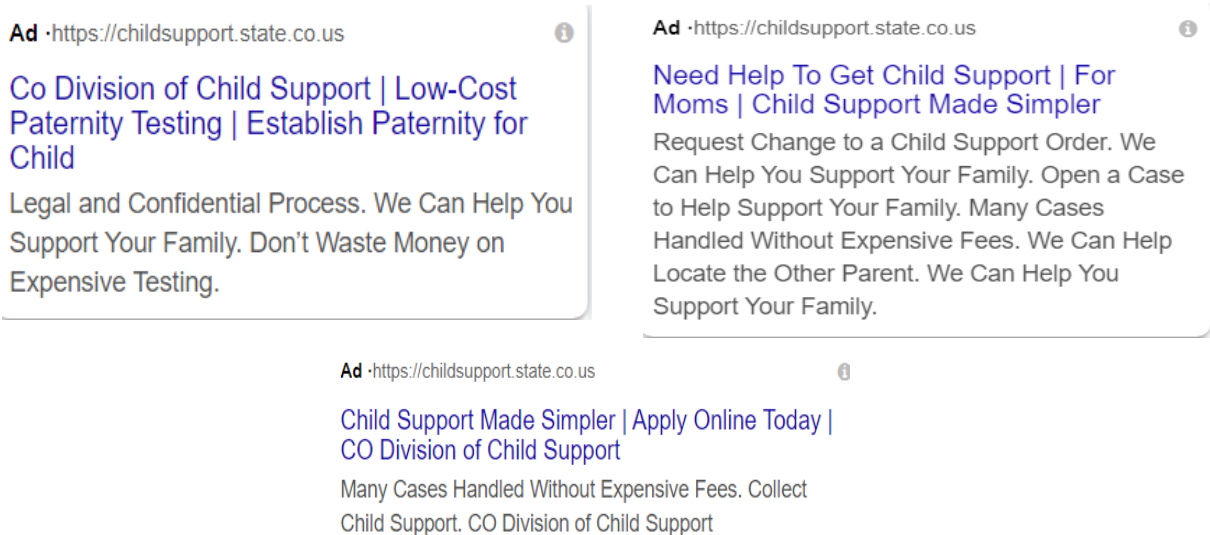 Ad ·https://childsupport.state.co.us
Co Division of Child Support | Low-Cost
Paternity Testing | Establish Paternity for
Child
Legal and Confidential Process. We Can Help You
Support Your Family. Don’t Waste Money on
Expensive Testing.
Ad ·https://childsupport.state.co.us
Need Help To Get Child Support | For
Moms | Child Support Made Simpler
Request Change to a Child Support Order. We
Can Help You Support Your Family. Open a Case
to Help Support Your Family. Many Cases
Handled Without Expensive Fees. We Can Help
Locate the Other Parent. We Can Help You
Support Your Family.
Ad ·https://childsupport.state.co.us
Child Support Made Simpler | Apply Online Today |
CO Division of Child Support
Many Cases Handled Without Expensive Fees. Collect
Child Support. CO Division of Child Support